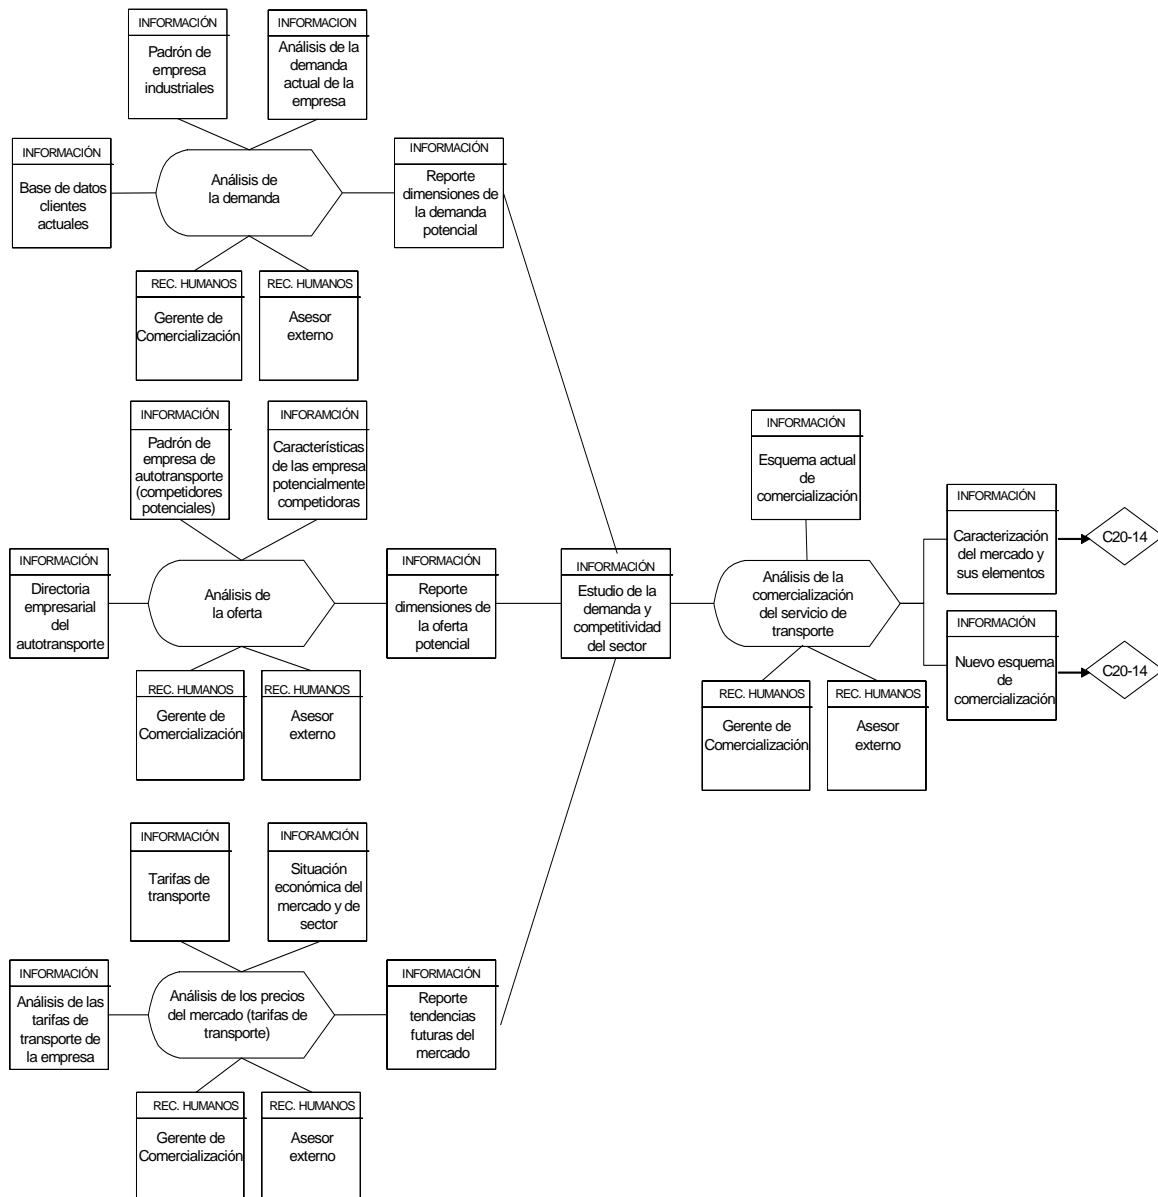 INFORMACIÓN
Padrón de
empresa
industriales
INFORMACION
Análisis de la
demanda
actual de la
empresa
INFORMACIÓN
Base de datos
clientes
actuales
Análisis de
la demanda
INFORMACIÓN
Reporte
dimensiones de
la demanda
potencial
REC. HUMANOS
Gerente de
Comercialización
REC. HUMANOS
Asesor
externo
INFORMACIÓN
Padrón de
empresa de
autotransporte
(competidores
potenciales)
INFORAMCIÓN
Características
de las empresa
potencialmente
competidoras
INFORMACIÓN
Directoria
empresarial
del
autotransporte
Análisis de
la oferta
INFORMACIÓN
Reporte
dimensiones de
la oferta
potencial
REC. HUMANOS
Gerente de
Comercialización
REC. HUMANOS
Asesor
externo
INFORMACIÓN
Estudio de la
demanda y
competitividad
del sector
INFORMACIÓN
Esquema actual
de
comercialización
Análisis de la
comercialización
del servicio de
transporte
REC. HUMANOS
Gerente de
Comercialización
REC. HUMANOS
Asesor
externo
INFORMACIÓN
Caracterización
del mercado y
sus elementos
C20-14
INFORMACIÓN
Nuevo esquema
de
comercialización
C20-14
INFORMACIÓN
Tarifas de
transporte
INFORAMCIÓN
Situación
económica del
mercado y de
sector
INFORMACIÓN
Análisis de las
tarifas de
transporte de
la empresa
Análisis de los precios
del mercado (tarifas de
transporte)
INFORMACIÓN
Reporte
tendencias
futuras del
mercado
REC. HUMANOS
Gerente de
Comercialización
REC. HUMANOS
Asesor
externo